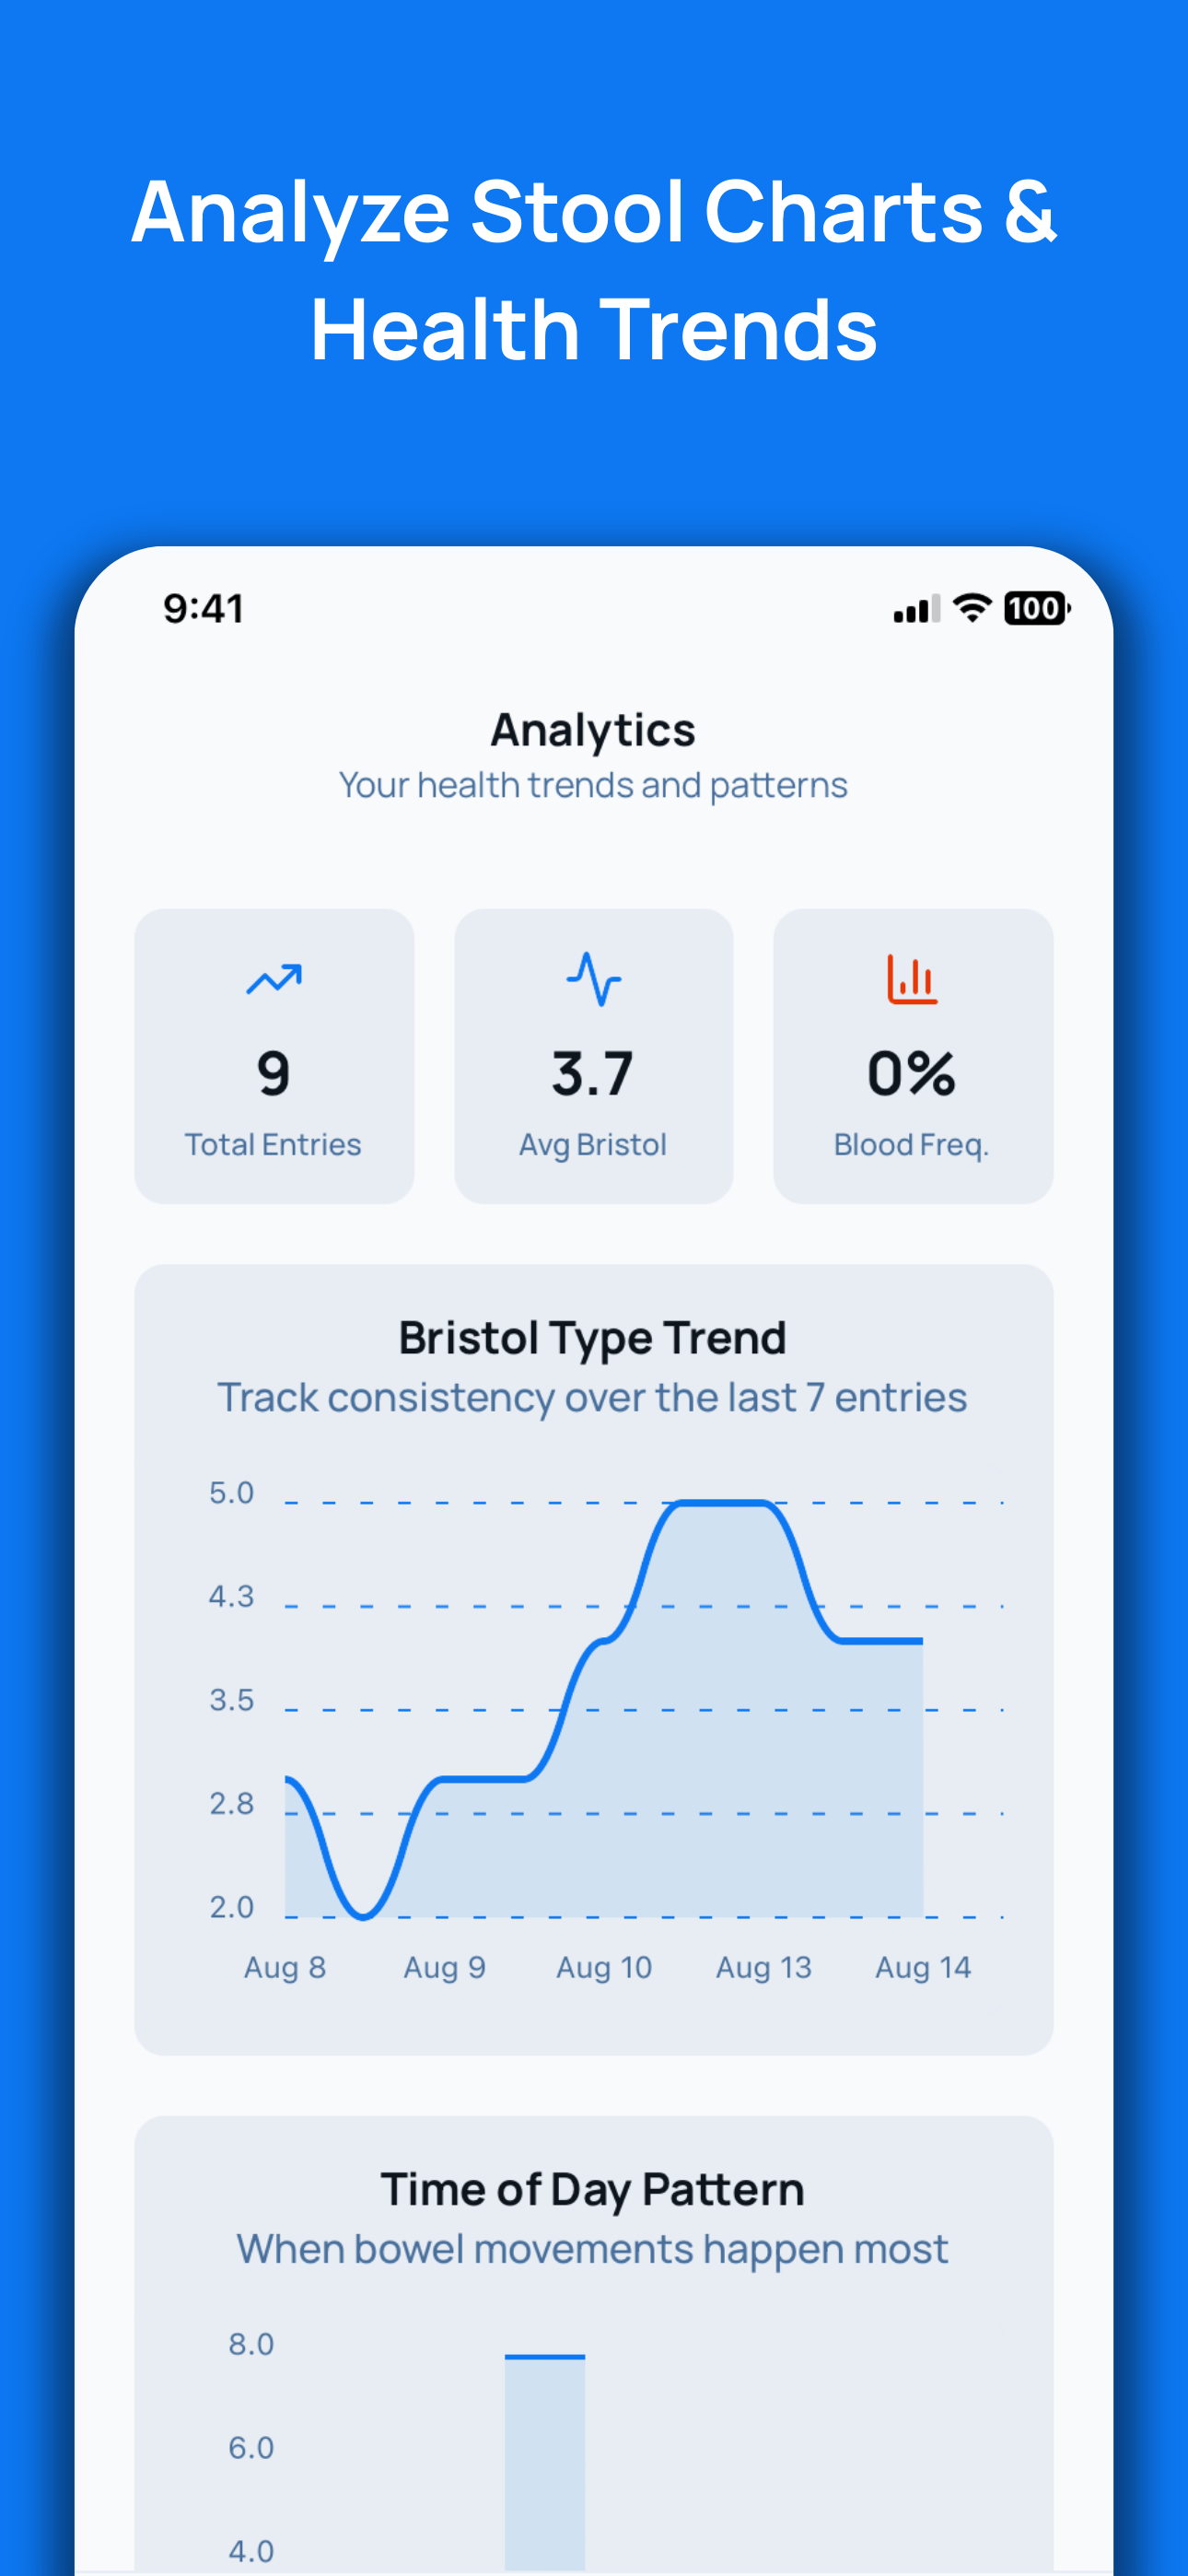 Analyze Stool Charts &
Health Trends
9:41
100
Analytics
Your health trends and patterns
9
Total Entries
3.7
Avg Bristol
0%
Blood Freq.
Bristol Type Trend
Track consistency over the last 7 entries
5.0
4.3
3.5
2.8
2.0
Aug 8 Aug 9 Aug 10 Aug 13 Aug 14
Time of Day Pattern
When bowel movements happen most
8.0
6.0
4.0